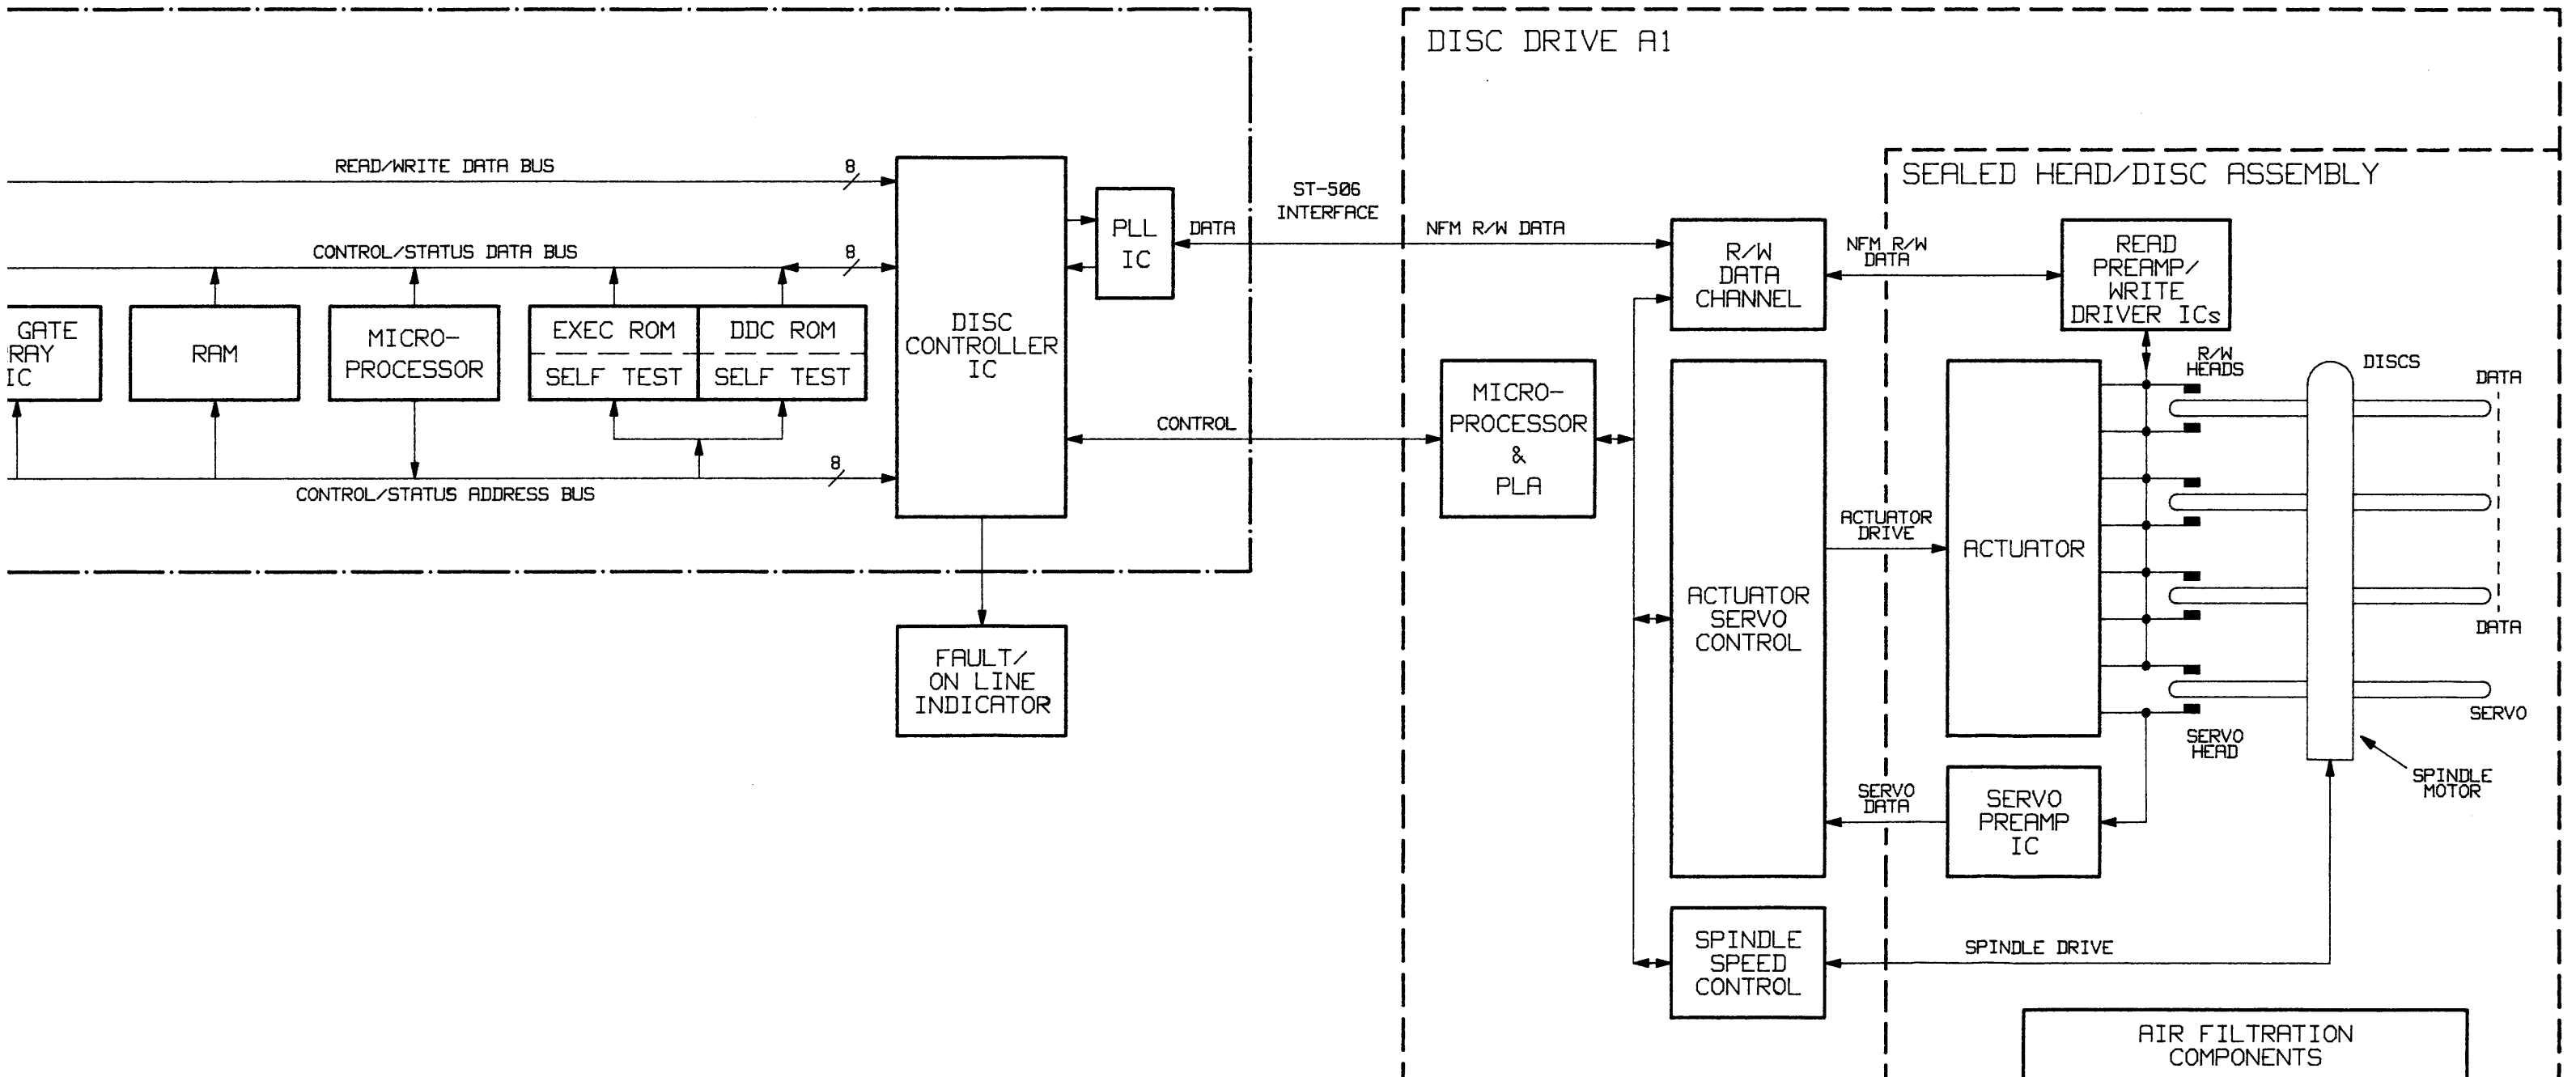 DISC DRIVE A1
SEALED HEAD/DISC ASSEMBLY
READ/WRITE DATA BUS
8
CONTROL/STATUS DATA BUS
8
GATE
RAY
IC
RAM
MICRO-
PROCESSOR
EXEC ROM
SELF TEST
DDC ROM
SELF TEST
CONTROL/STATUS ADDRESS BUS
8
DISC
CONTROLLER
IC
PLL
IC
DATA
ST-506
INTERFACE
NFM R/W DATA
CONTROL
FAULT/
ON LINE
INDICATOR
MICRO-
PROCESSOR
&
PLA
R/W
DATA
CHANNEL
NFM R/W
DATA
READ
PREAMP/
WRITE
DRIVER ICs
R/W
HEADS
DISCS
DATA
DATA
SERVO
ACTUATOR
SERVO
CONTROL
ACTUATOR
DRIVE
ACTUATOR
SERVO
HEAD
SPINDLE
MOTOR
SERVO
DATA
SERVO
PREAMP
IC
SPINDLE
SPEED
CONTROL
SPINDLE DRIVE
AIR FILTRATION
COMPONENTS